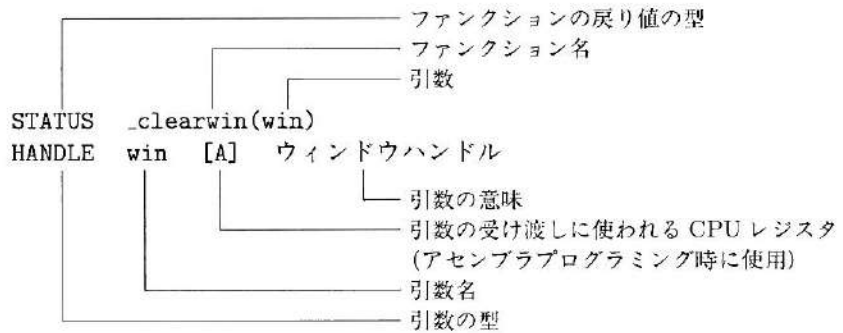 ファンクションの戻り値の型
ファンクション名
引数
STATUS _clearwin(win)
HANDLE win [A] ウィンドウハンドル
引数の意味
引数の受け渡しに使われる CPU レジスタ
(アセンブラプログラミング時に使用)
引数名
引数の型